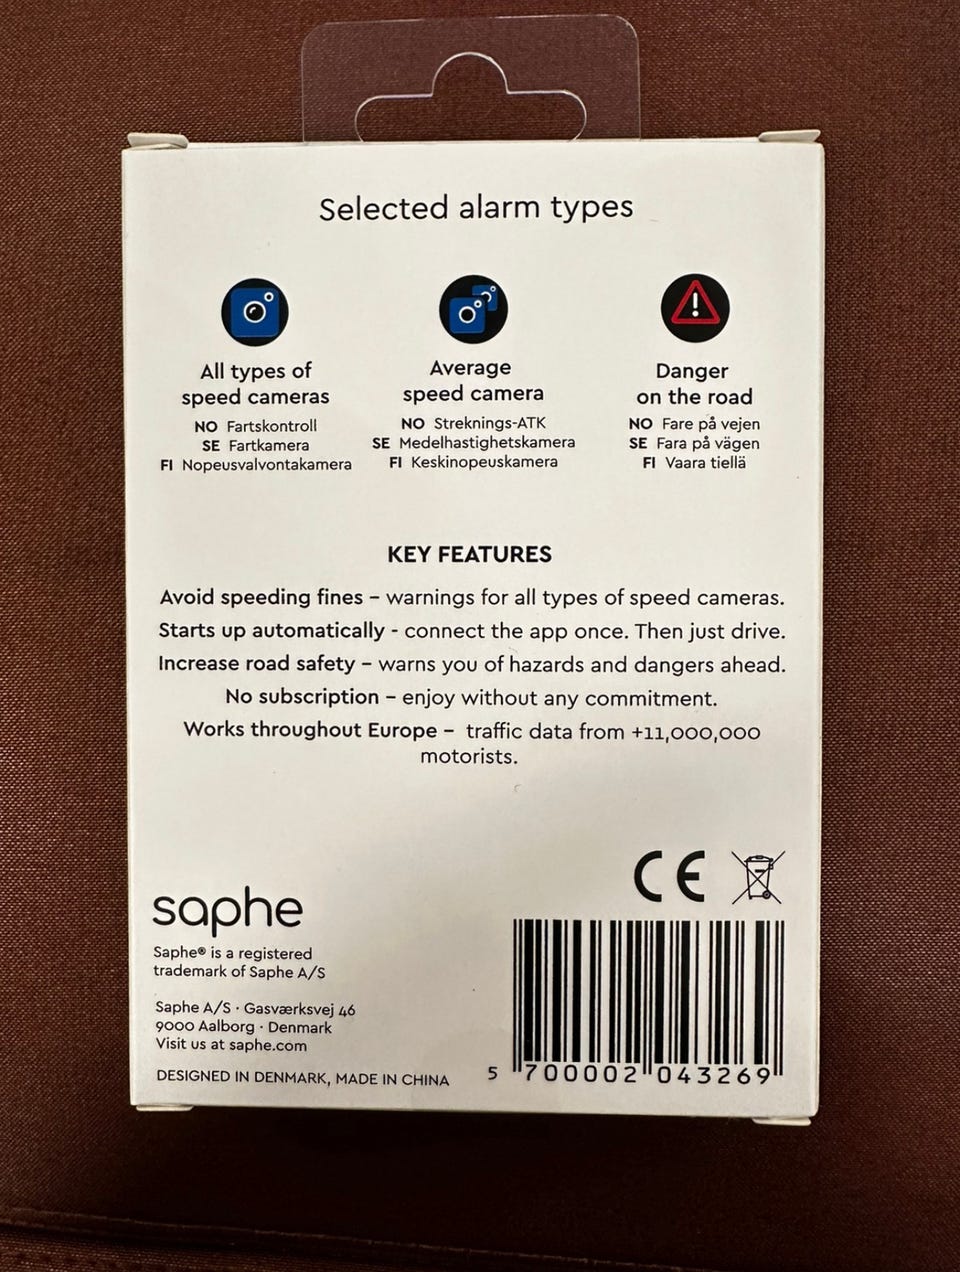 Selected alarm types
All types of
speed cameras
NO Fartskontroll
SE Fartkamera
FI Nopeusvalvontakamera
Average
speed camera
NO Streknings-ATK
SE Medelhastighetskamera
FI Keskinopeuskamera
Danger
on the road
NO Fare på vejen
SE Fara på vägen
FI Vaara tiellä
KEY FEATURES
Avoid speeding fines – warnings for all types of speed cameras.
Starts up automatically - connect the app once. Then just drive.
Increase road safety – warns you of hazards and dangers ahead.
No subscription – enjoy without any commitment.
Works throughout Europe – traffic data from +11,000,000
motorists.
CE
saphe
Saphe® is a registered
trademark of Saphe A/S
Saphe A/S · Gasværksvej 46
9000 Aalborg · Denmark
Visit us at saphe.com
DESIGNED IN DENMARK, MADE IN CHINA
5 700002 043269